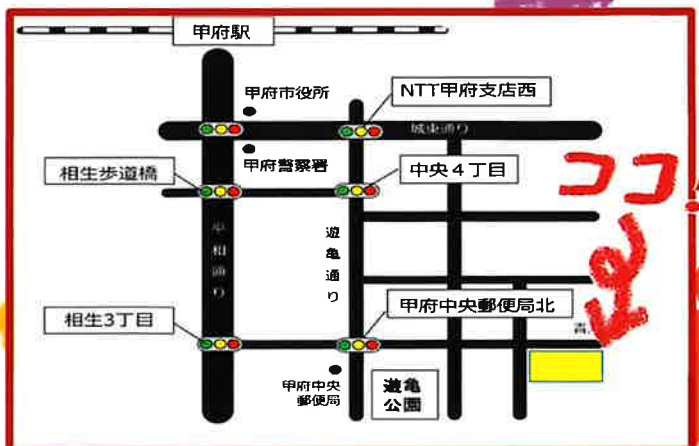 甲府駅
甲府市役所
NTT甲府支店西
城東通り
甲府警察署
相生歩道橋
中央4丁目
ココ!
平和通り
遊亀通り
甲府中央郵便局北
相生3丁目
甲府中央
郵便局
遊亀
公園